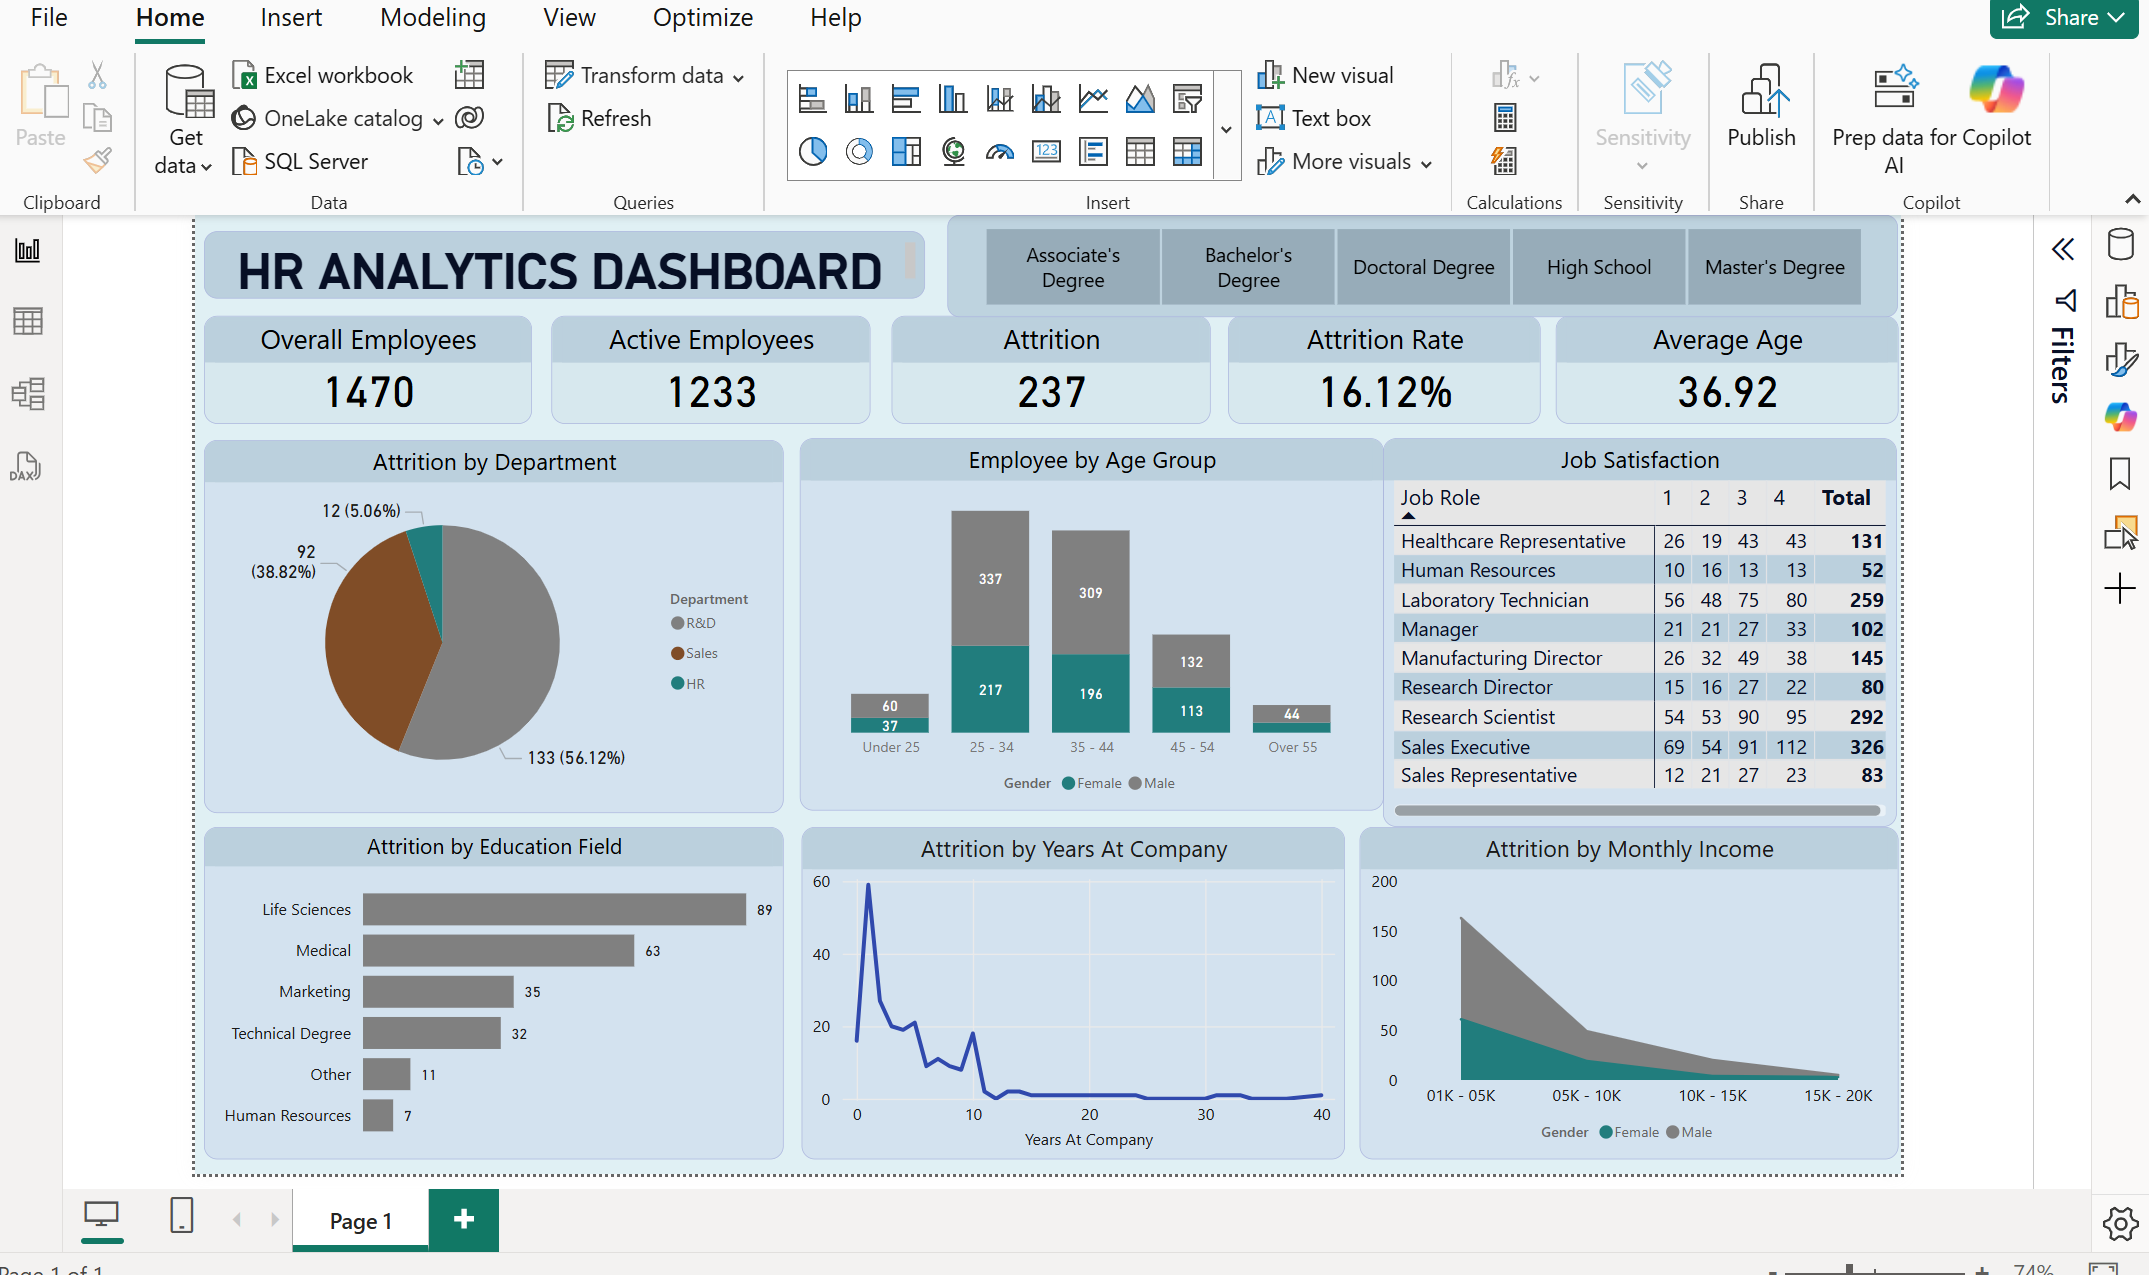 File
Home
Insert
Modeling
View
Optimize
Help
Share
Paste
Clipboard
Get
data
Excel workbook
OneLake catalog
SQL Server
Data
Transform data
Refresh
Queries
123
New visual
A
Text box
More visuals
Insert
fx
Calculations
Sensitivity
Sensitivity
Publish
Share
Prep data for
AI
Copilot
Copilot
DAX
HR ANALYTICS DASHBOARD
Associate's
Degree
Bachelor's
Degree
Doctoral Degree
High School
Master's Degree
Filters
Overall Employees
1470
Active Employees
1233
Attrition
237
Attrition Rate
16.12%
Average Age
36.92
Attrition by Department
12 (5.06%)
92
(38.82%)
133 (56.12%)
Department
R&D
Sales
HR
Employee by Age Group
337
309
132
60
44
217
196
113
37
Under 25
25 - 34
35 - 44
45 - 54
Over 55
Gender Female Male
Job Satisfaction
Job Role 1 2 3 4 Total
Healthcare Representative 26 19 43 43 131
Human Resources 10 16 13 13 52
Laboratory Technician 56 48 75 80 259
Manager 21 21 27 33 102
Manufacturing Director 26 32 49 38 145
Research Director 15 16 27 22 80
Research Scientist 54 53 90 95 292
Sales Executive 69 54 91 112 326
Sales Representative 12 21 27 23 83
Attrition by Education Field
Life Sciences 89
Medical 63
Marketing 35
Technical Degree 32
Other 11
Human Resources 7
Attrition by Years At Company
60
40
20
0
0 10 20 30 40
Years At Company
Attrition by Monthly Income
200
150
100
50
0
01K - 05K 05K - 10K 10K - 15K 15K - 20K
Gender Female Male
Page 1
Page 1 of 1
74%